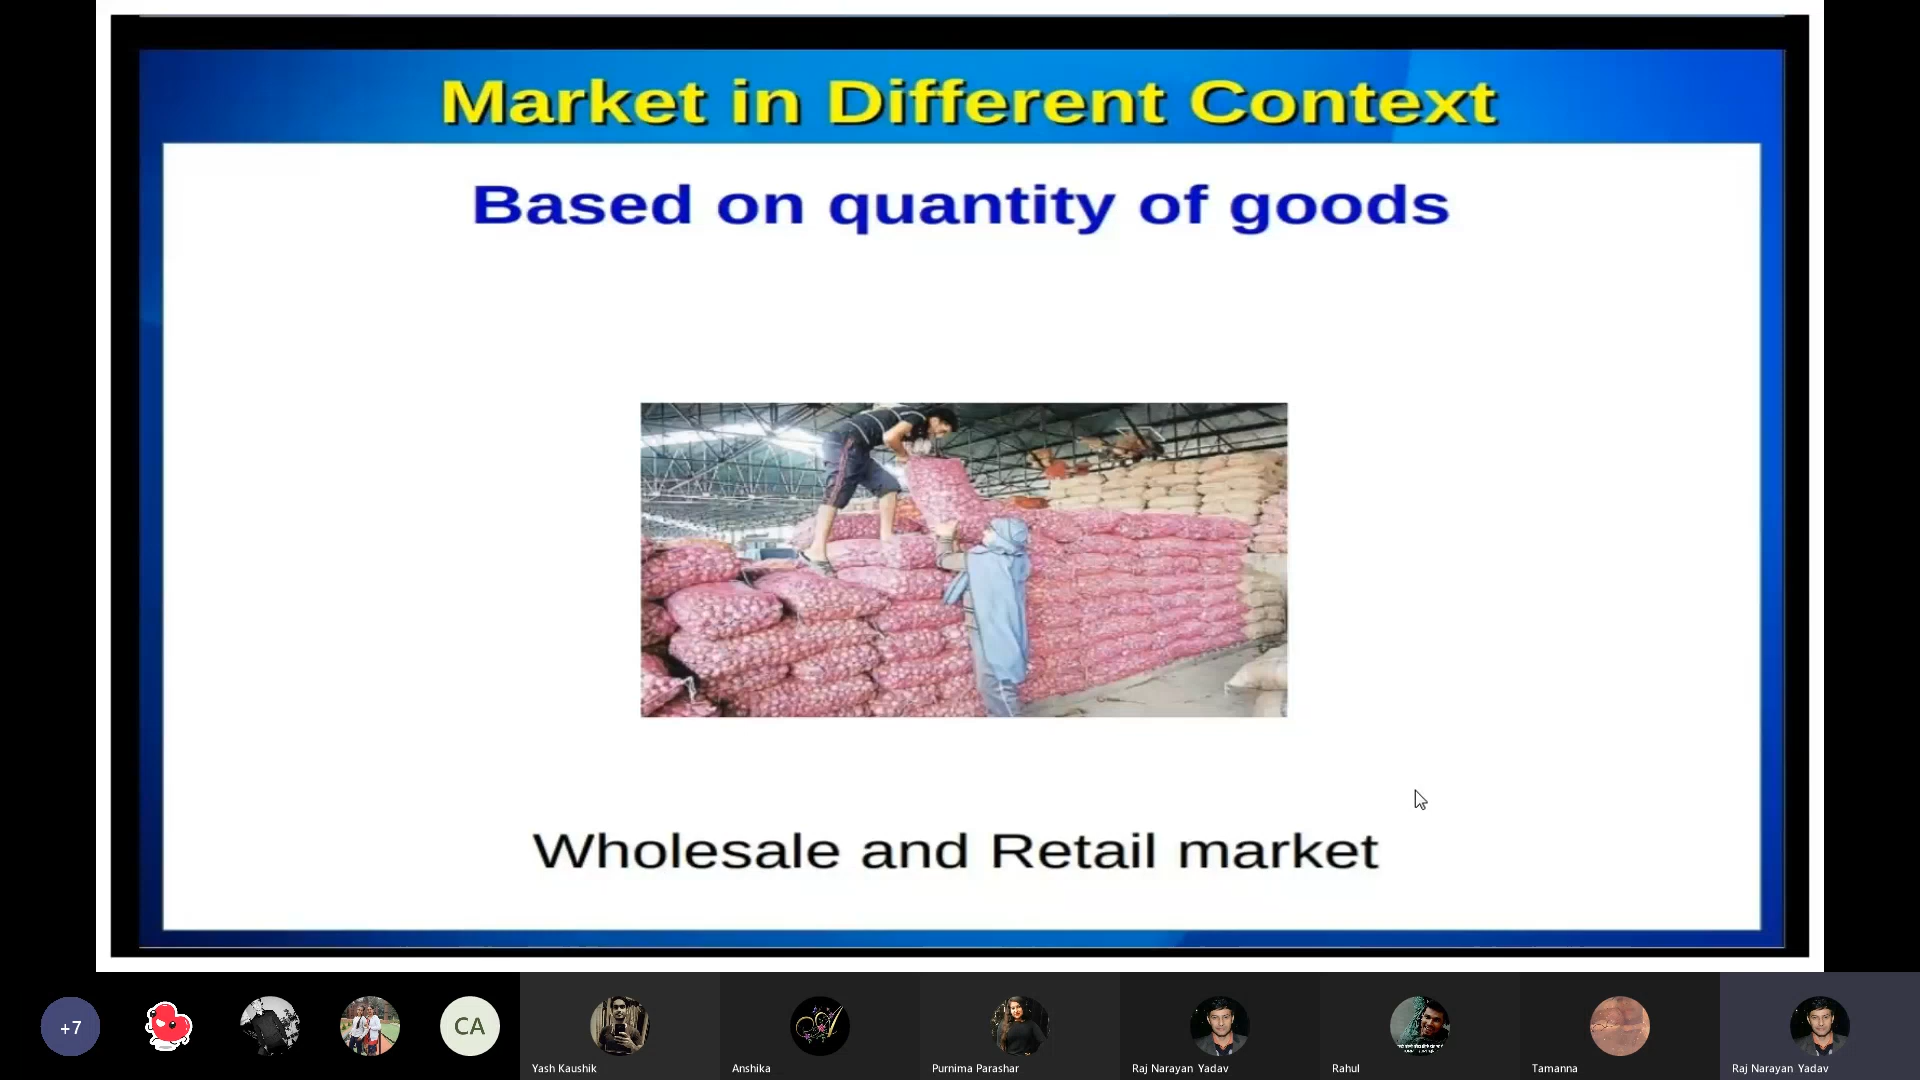 Market in Different Context
Based on quantity of goods
Wholesale and Retail market
+7
CA
Yash Kaushik
Anshika
Purnima Parashar
Raj Narayan Yadav
Rahul
Tamanna
Raj Narayan Yadav